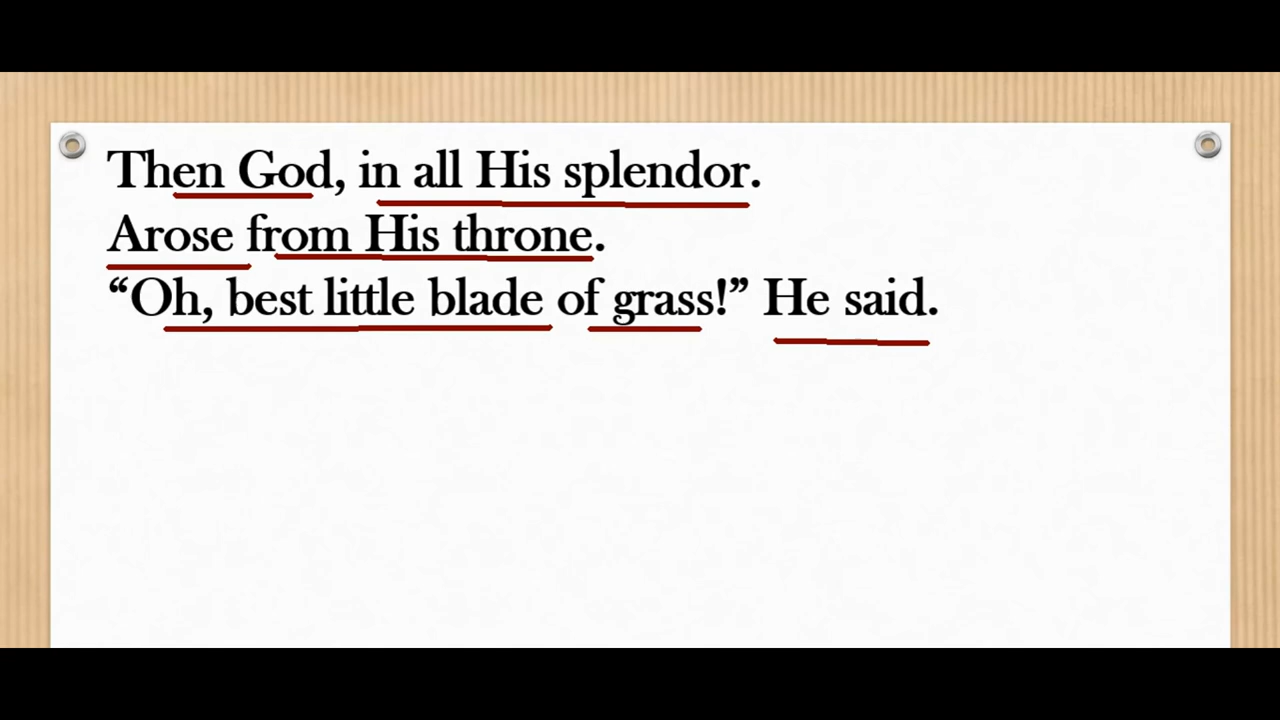 Then God, in all His splendor.
Arose from His throne.
“Oh, best little blade of grass!” He said.